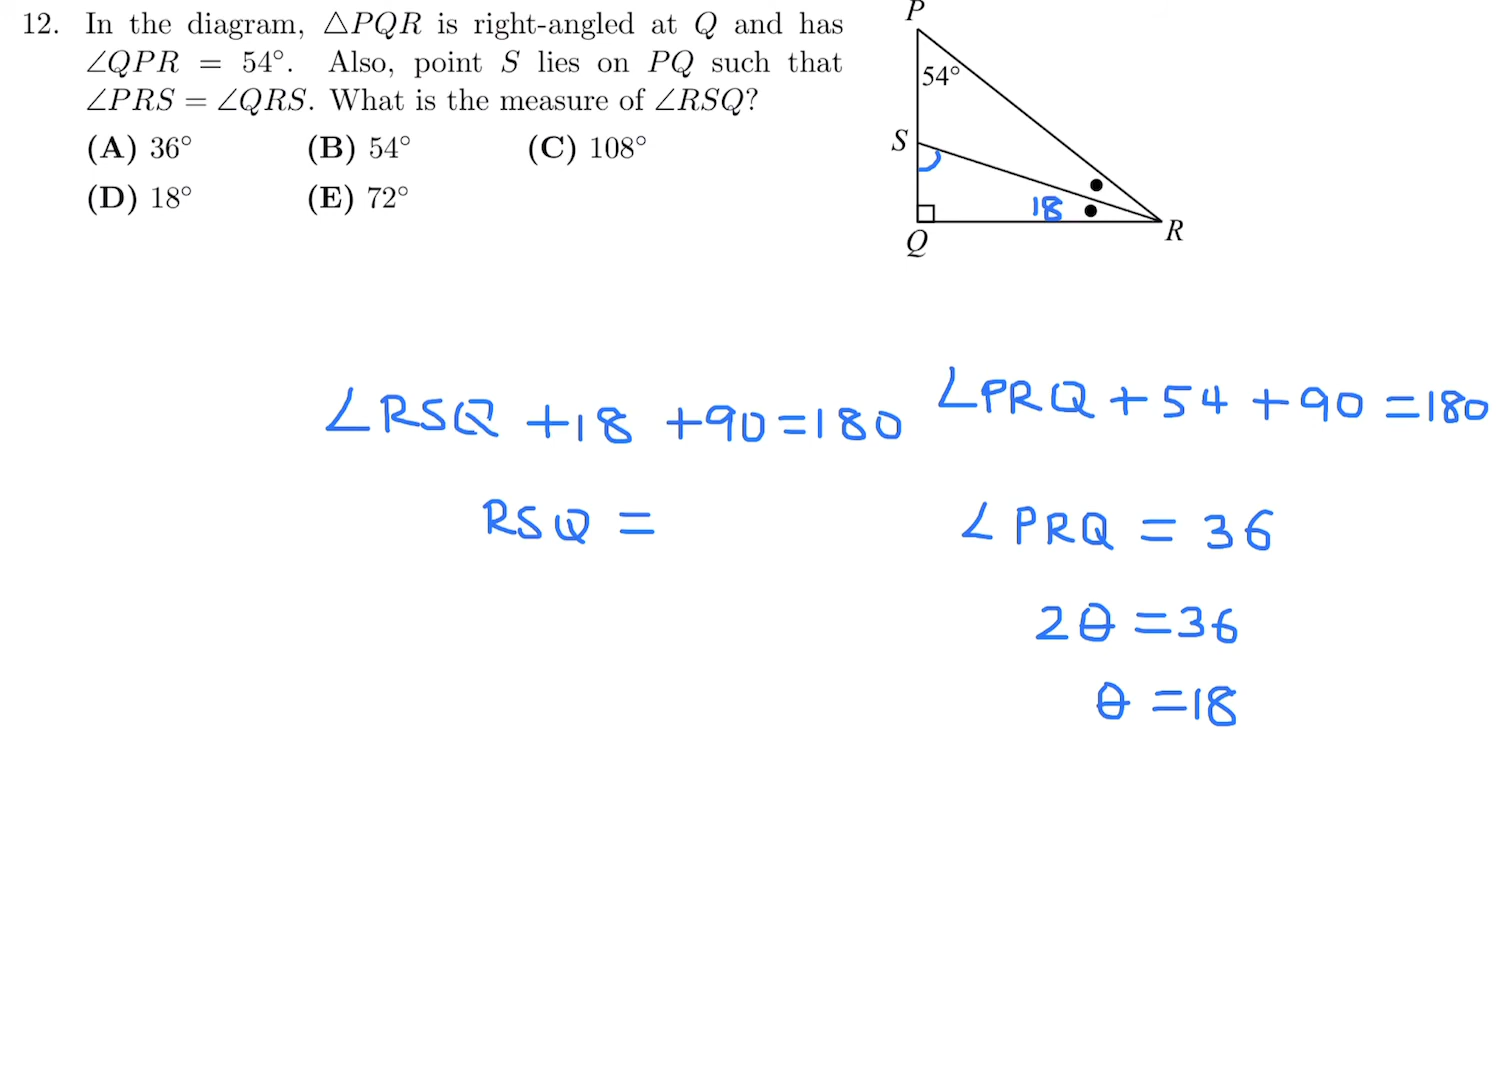 12. In the diagram, △PQR is right-angled at Q and has
∠QPR = 54°. Also, point S lies on PQ such that
∠PRS = ∠QRS. What is the measure of ∠RSQ?
(A) 36° (B) 54° (C) 108°
(D) 18° (E) 72°
P
54°
S
18
Q
R
∠RSQ +18 +90=180
RSQ =
∠PRQ + 54 + 90 = 180
∠PRQ = 36
2θ = 36
θ = 18